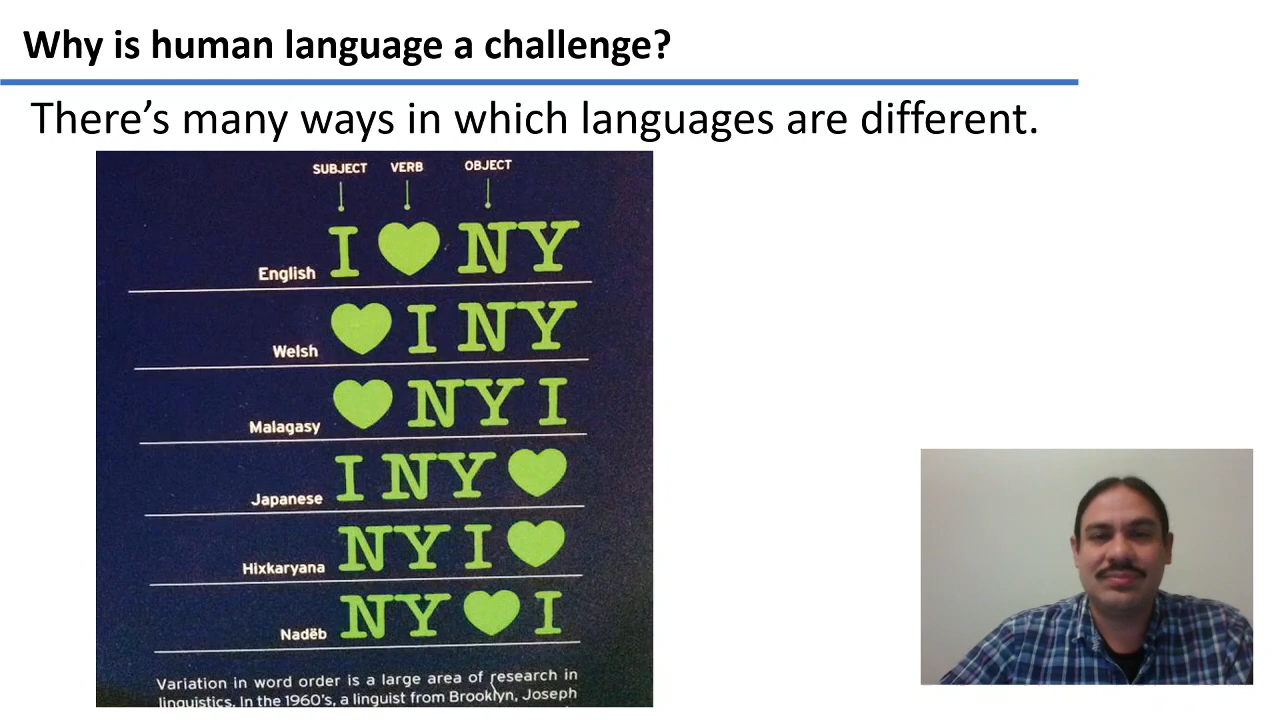 Why is human language a challenge?
There's many ways in which languages are different.
SUBJECT VERB OBJECT
English I ♥ NY
Welsh ♥ I NY
Malagasy ♥ NY I
Japanese I NY ♥
Hixkaryana NY I ♥
Nadëb NY ♥ I
Variation in word order is a large area of research in
linguistics. In the 1960's, a linguist from Brooklyn, Joseph